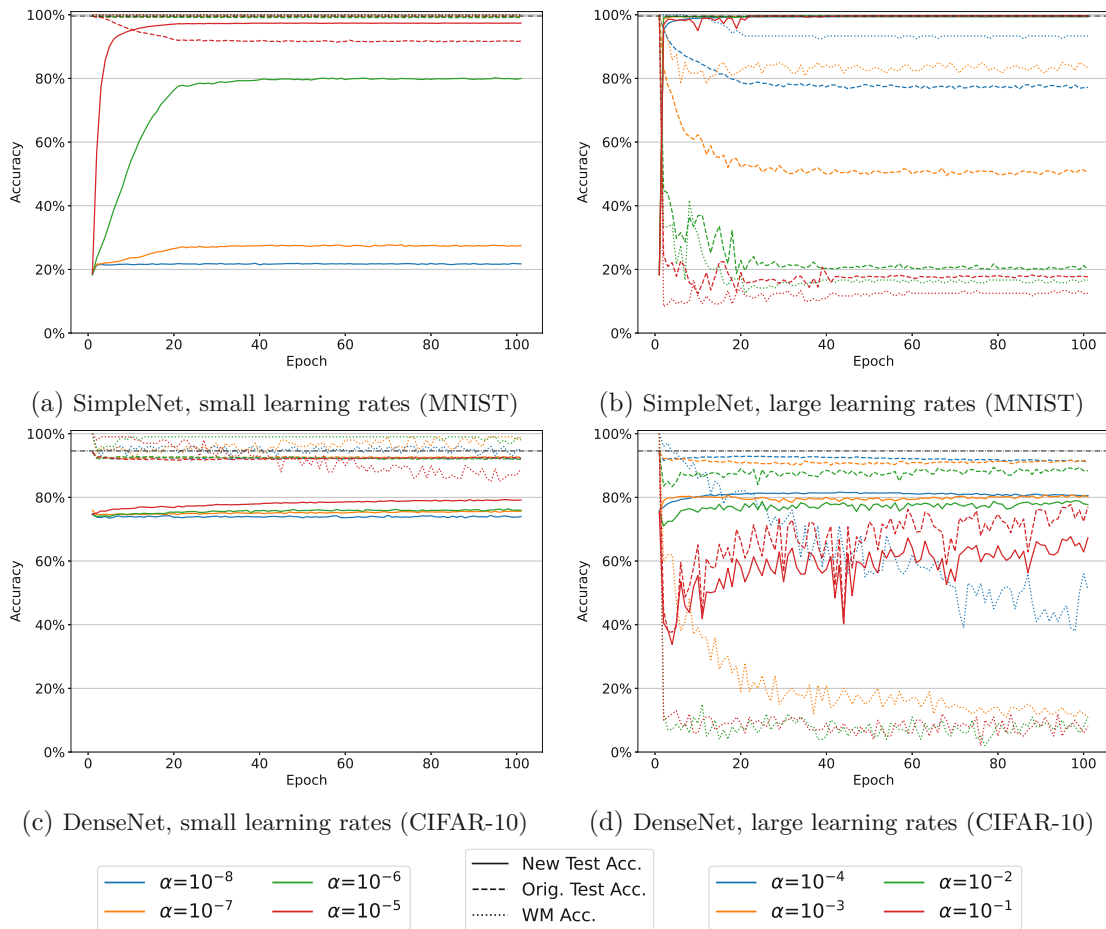 100%
80%
60%
40%
20%
0%
Accuracy
0 20 40 60 80 100
Epoch
(a) SimpleNet, small learning rates (MNIST)
100%
80%
60%
40%
20%
0%
Accuracy
0 20 40 60 80 100
Epoch
(b) SimpleNet, large learning rates (MNIST)
100%
80%
60%
40%
20%
0%
Accuracy
0 20 40 60 80 100
Epoch
(c) DenseNet, small learning rates (CIFAR-10)
100%
80%
60%
40%
20%
0%
Accuracy
0 20 40 60 80 100
Epoch
(d) DenseNet, large learning rates (CIFAR-10)
α=10⁻⁸ α=10⁻⁶
α=10⁻⁷ α=10⁻⁵
New Test Acc.
Orig. Test Acc.
WM Acc.
α=10⁻⁴ α=10⁻²
α=10⁻³ α=10⁻¹